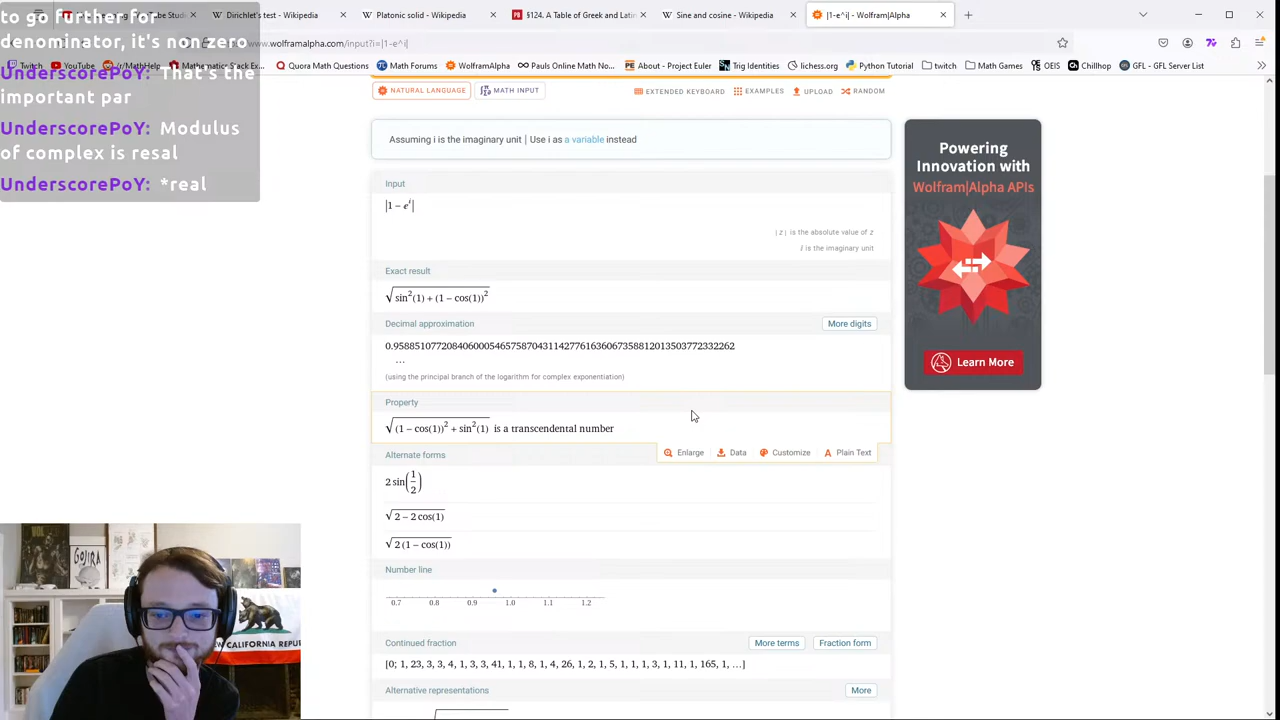 to go further for
denominator, it's non zero
UnderscorePoY: That's the
important par
UnderscorePoY: Modulus
of complex is resal
UnderscorePoY: *real
Dirichlet's test - Wikipedia
Platonic solid - Wikipedia
§124. A Table of Greek and Latin
Sine and cosine - Wikipedia
|1-e^i| - Wolfram|Alpha
www.wolframalpha.com/input?i=|1-e^i|
Twitch
YouTube
(r/MathHelp
Mathematics Stack Ex...
Quora Math Questions
Math Forums
WolframAlpha
Pauls Online Math No...
About - Project Euler
Trig Identities
lichess.org
Python Tutorial
twitch
Math Games
OEIS
Chillhop
GFL - GFL Server List
NATURAL LANGUAGE
MATH INPUT
EXTENDED KEYBOARD
EXAMPLES
UPLOAD
RANDOM
Assuming i is the imaginary unit | Use i as a variable instead
Input
|1 − e^i|
|z| is the absolute value of z
i is the imaginary unit
Exact result
√(sin²(1) + (1 − cos(1))²)
Decimal approximation
More digits
0.9588510772084060005465758704311427761636067358812013503772332262
...
(using the principal branch of the logarithm for complex exponentiation)
Property
√((1 − cos(1))² + sin²(1)) is a transcendental number
Enlarge
Data
Customize
Plain Text
Alternate forms
2 sin(1/2)
√(2 − 2 cos(1))
√(2 (1 − cos(1)))
Number line
0.7 0.8 0.9 1.0 1.1 1.2
Continued fraction
More terms
Fraction form
[0; 1, 23, 3, 3, 4, 1, 3, 3, 41, 1, 1, 8, 1, 4, 26, 1, 2, 1, 5, 1, 1, 1, 3, 1, 11, 1, 165, 1, ...]
Alternative representations
More
Powering
Innovation with
Wolfram|Alpha APIs
Learn More
GOJIRA